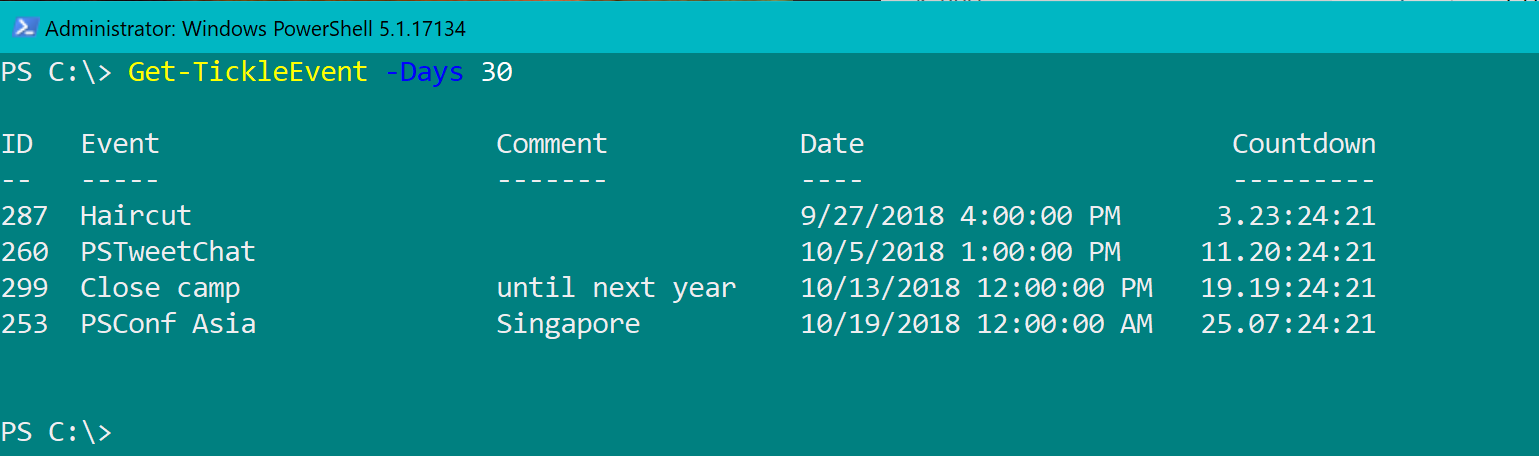 Administrator: Windows PowerShell 5.1.17134
PS C:\> Get-TickleEvent -Days 30
ID Event Comment Date Countdown
-- ----- ------- ---- ---------
287 Haircut 9/27/2018 4:00:00 PM 3.23:24:21
260 PSTweetChat 10/5/2018 1:00:00 PM 11.20:24:21
299 Close camp until next year 10/13/2018 12:00:00 PM 19.19:24:21
253 PSConf Asia Singapore 10/19/2018 12:00:00 AM 25.07:24:21
PS C:\>